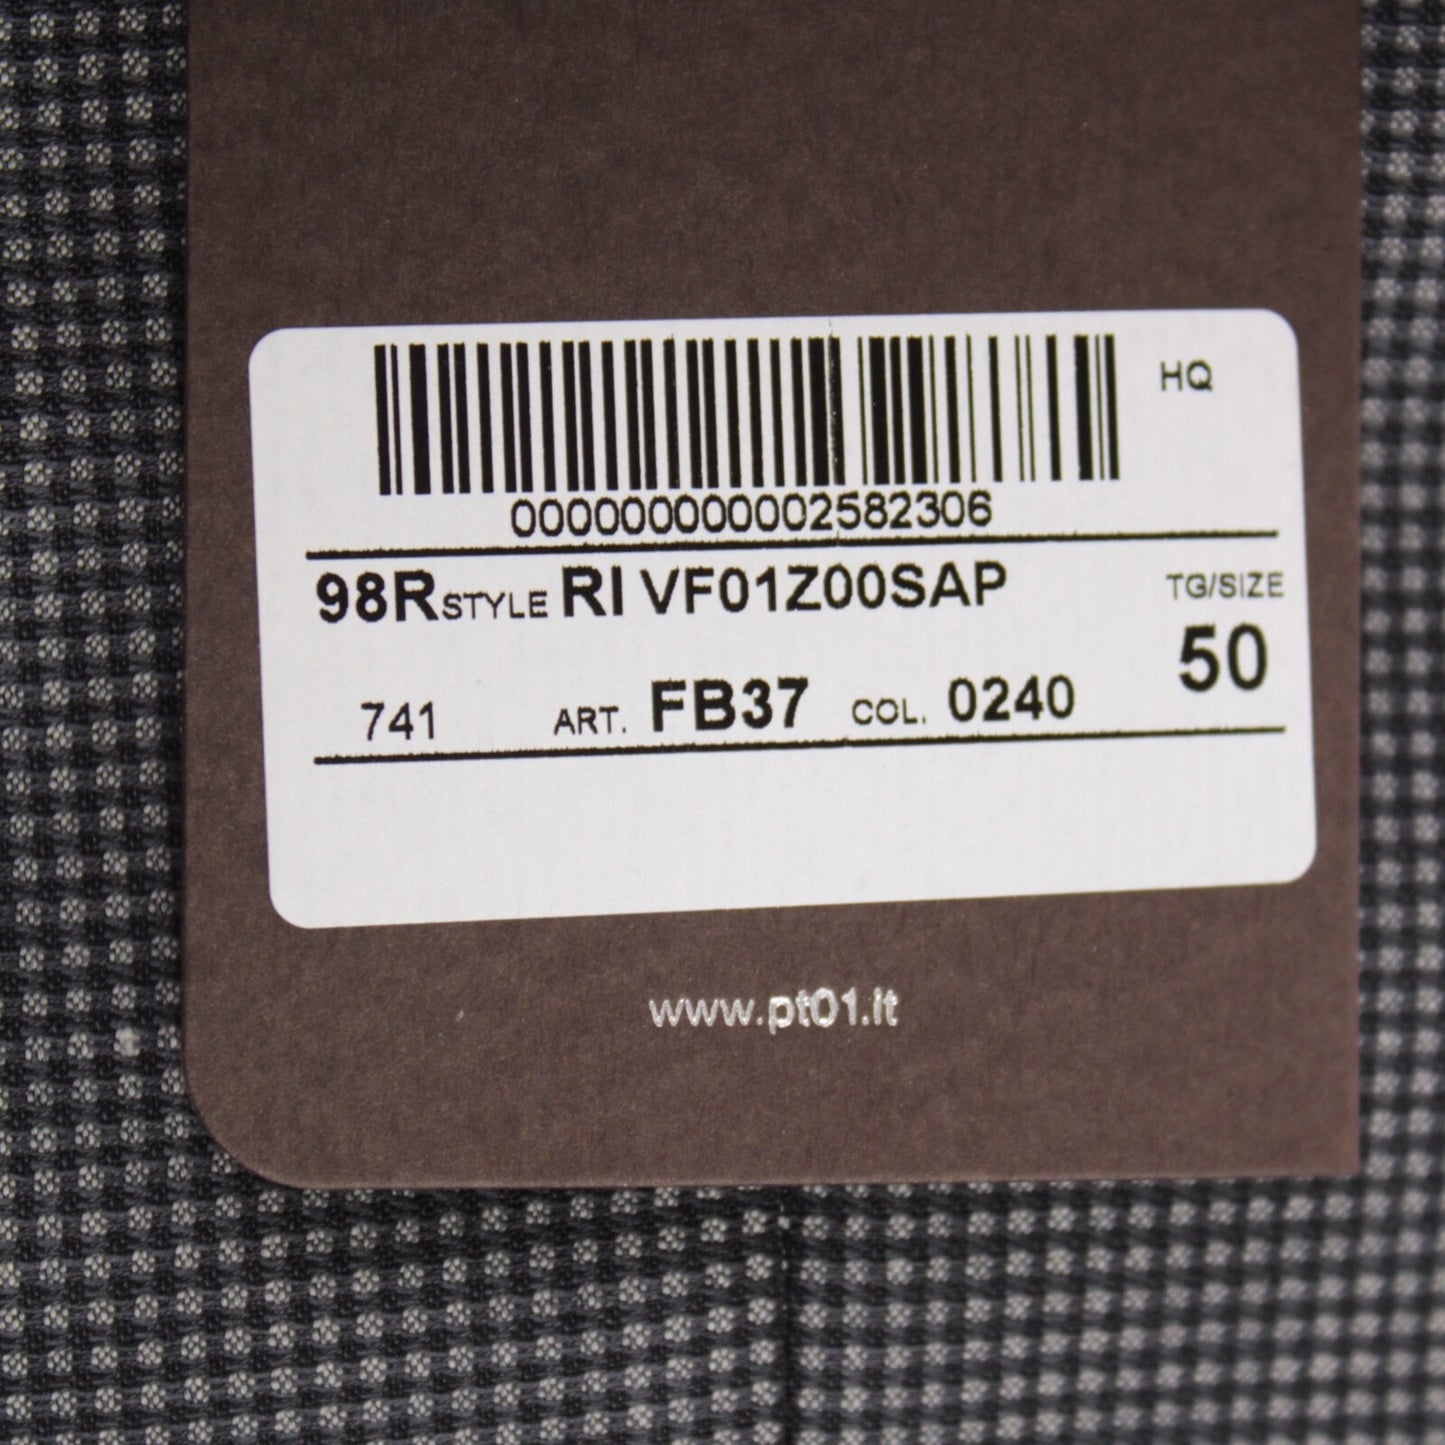 HQ
000000000002582306
98R STYLE RI VF01Z00SAP TG/SIZE
50
741 ART. FB37 COL. 0240
www.pt01.it